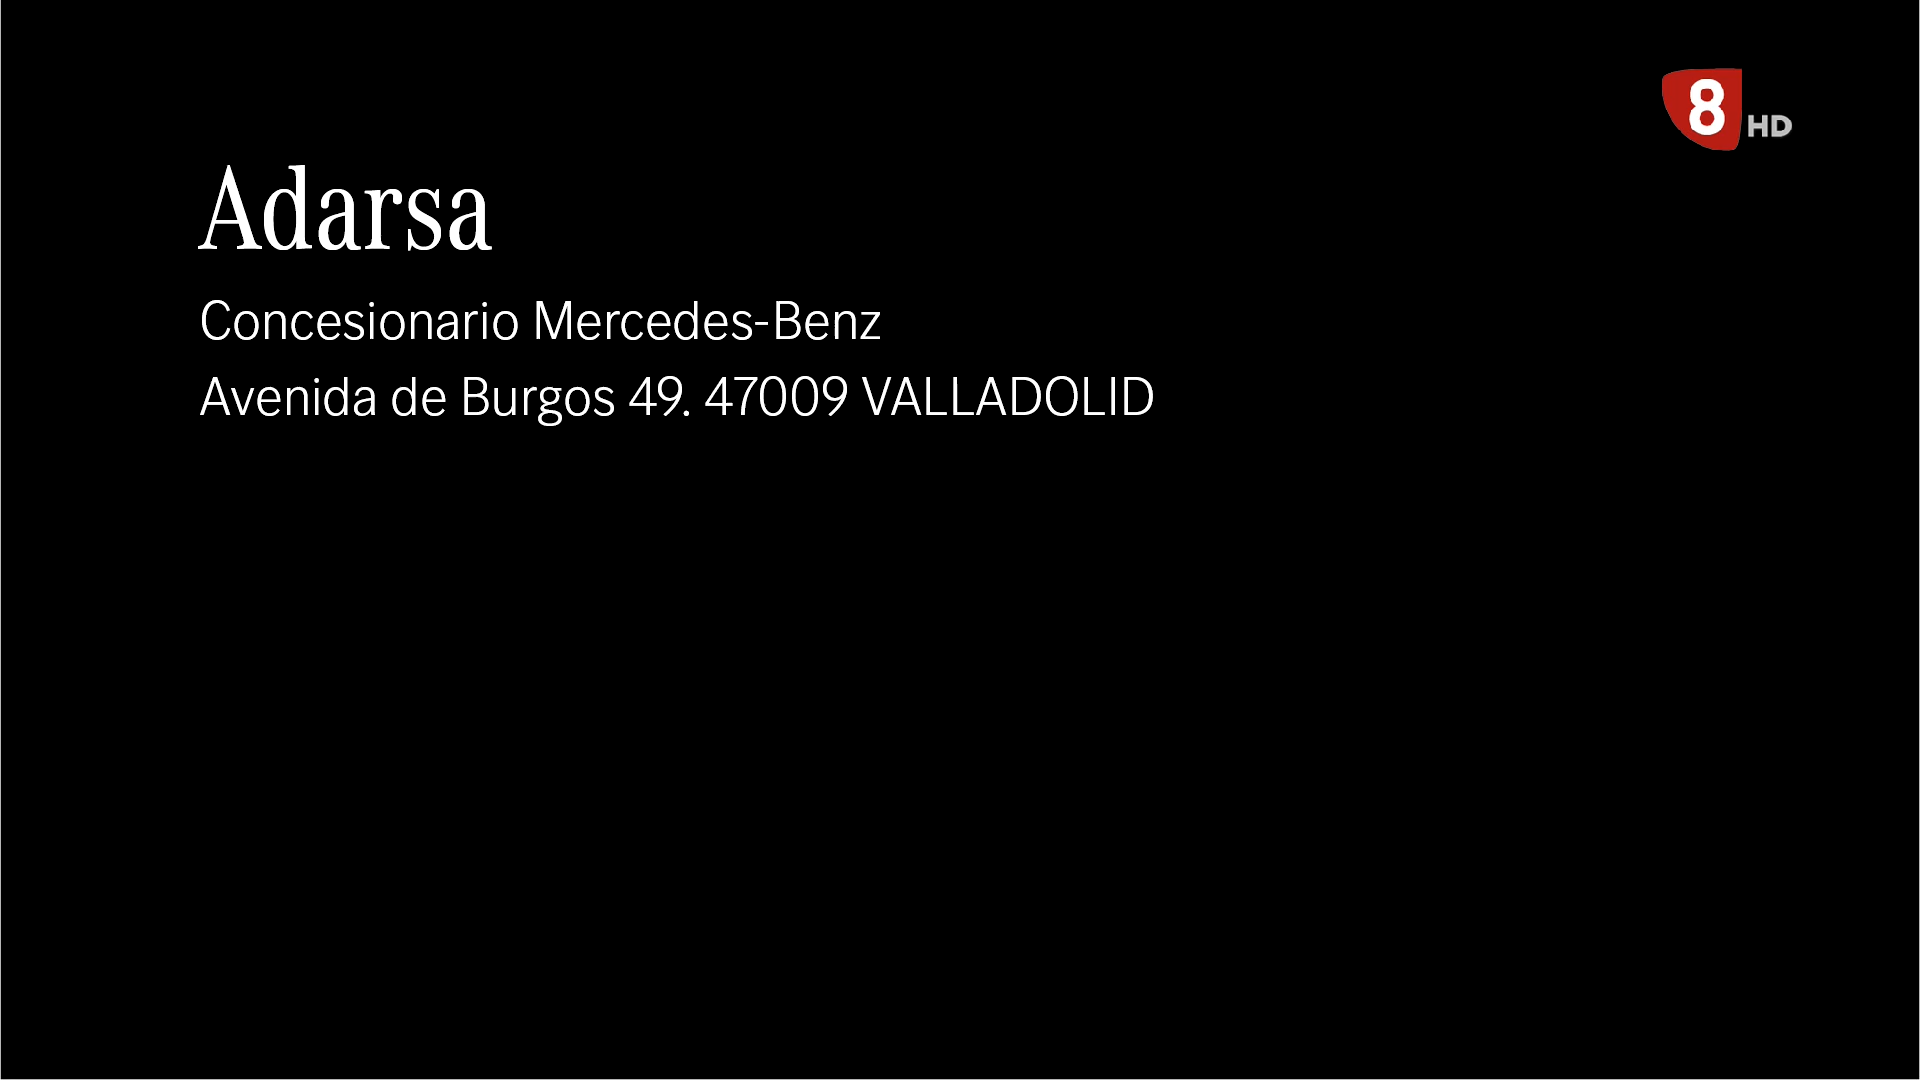 8 HD
Adarsa
Concesionario Mercedes-Benz
Avenida de Burgos 49. 47009 VALLADOLID